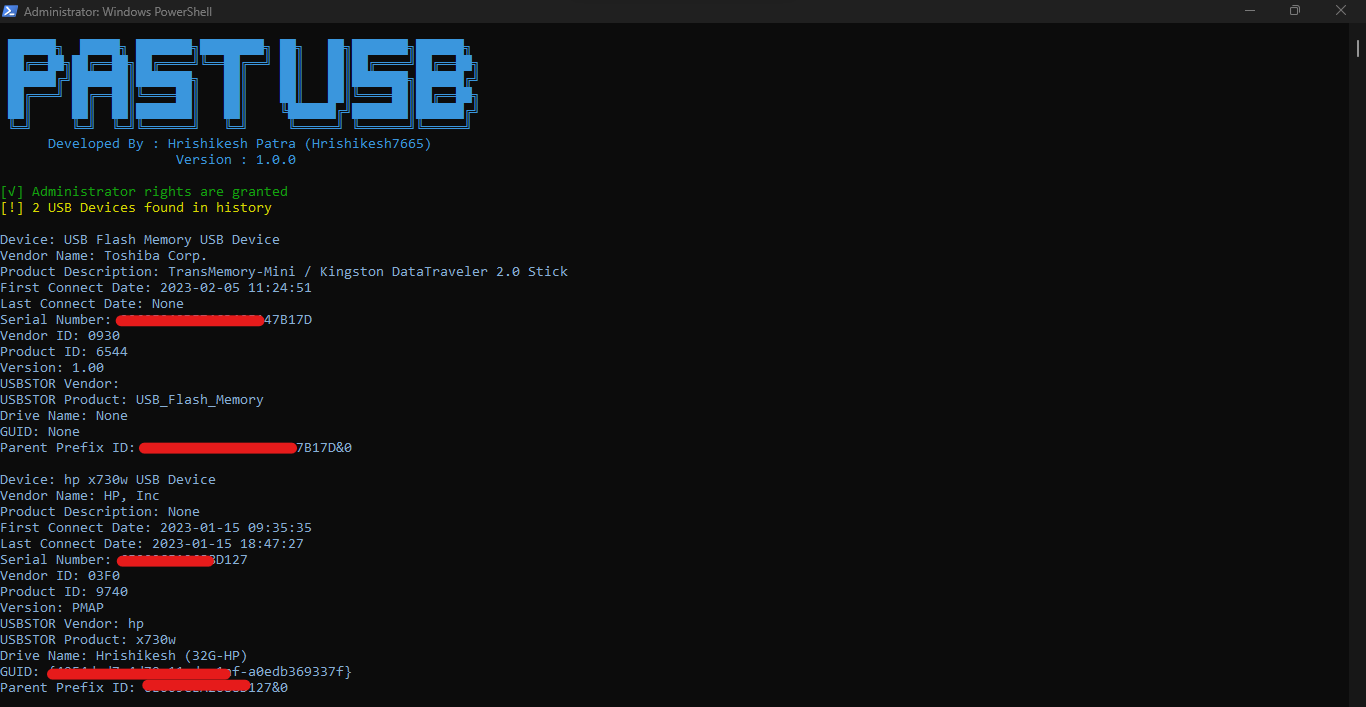 Administrator: Windows PowerShell
PAST USB
Developed By : Hrishikesh Patra (Hrishikesh7665)
Version : 1.0.0
[√] Administrator rights are granted
[!] 2 USB Devices found in history
Device: USB Flash Memory USB Device
Vendor Name: Toshiba Corp.
Product Description: TransMemory-Mini / Kingston DataTraveler 2.0 Stick
First Connect Date: 2023-02-05 11:24:51
Last Connect Date: None
Serial Number: 47B17D
Vendor ID: 0930
Product ID: 6544
Version: 1.00
USBSTOR Vendor:
USBSTOR Product: USB_Flash_Memory
Drive Name: None
GUID: None
Parent Prefix ID: 7B17D&0
Device: hp x730w USB Device
Vendor Name: HP, Inc
Product Description: None
First Connect Date: 2023-01-15 09:35:35
Last Connect Date: 2023-01-15 18:47:27
Serial Number: D127
Vendor ID: 03F0
Product ID: 9740
Version: PMAP
USBSTOR Vendor: hp
USBSTOR Product: x730w
Drive Name: Hrishikesh (32G-HP)
GUID: f-a0edb369337f}
Parent Prefix ID: 127&0